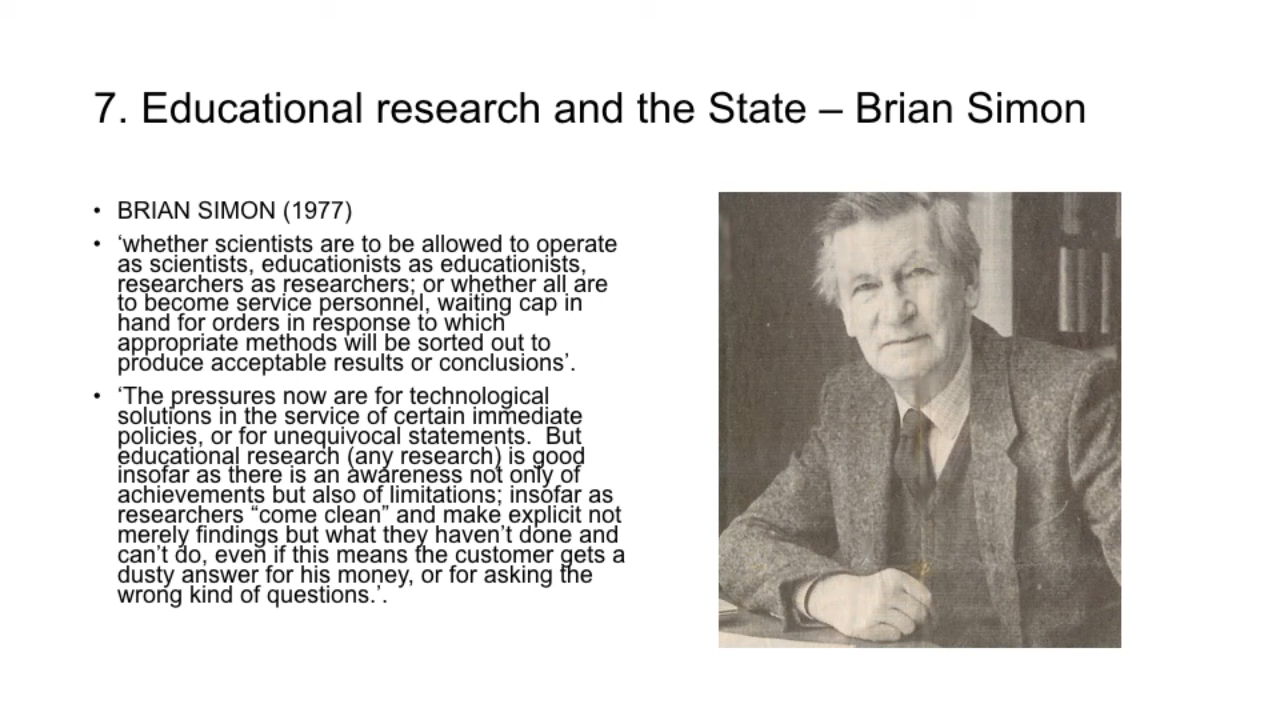 7. Educational research and the State – Brian Simon
• BRIAN SIMON (1977)
• ‘whether scientists are to be allowed to operate
as scientists, educationists as educationists,
researchers as researchers; or whether all are
to become service personnel, waiting cap in
hand for orders in response to which
appropriate methods will be sorted out to
produce acceptable results or conclusions’.
• ‘The pressures now are for technological
solutions in the service of certain immediate
policies, or for unequivocal statements.  But
educational research (any research) is good
insofar as there is an awareness not only of
achievements but also of limitations; insofar as
researchers “come clean” and make explicit not
merely findings but what they haven’t done and
can’t do, even if this means the customer gets a
dusty answer for his money, or for asking the
wrong kind of questions.’.